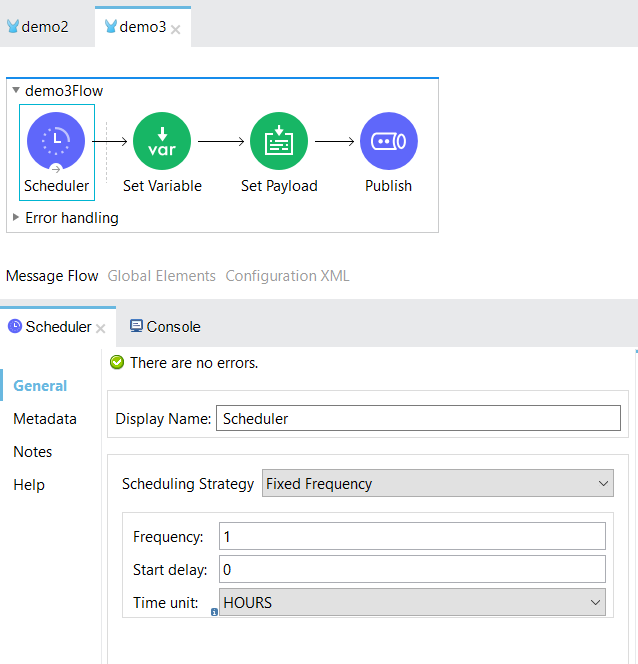 demo2 demo3
demo3Flow
var
Scheduler Set Variable Set Payload Publish
Error handling
Message Flow Global Elements Configuration XML
Scheduler Console
There are no errors.
General
Metadata
Notes
Help
Display Name: Scheduler
Scheduling Strategy Fixed Frequency
Frequency: 1
Start delay: 0
Time unit: HOURS